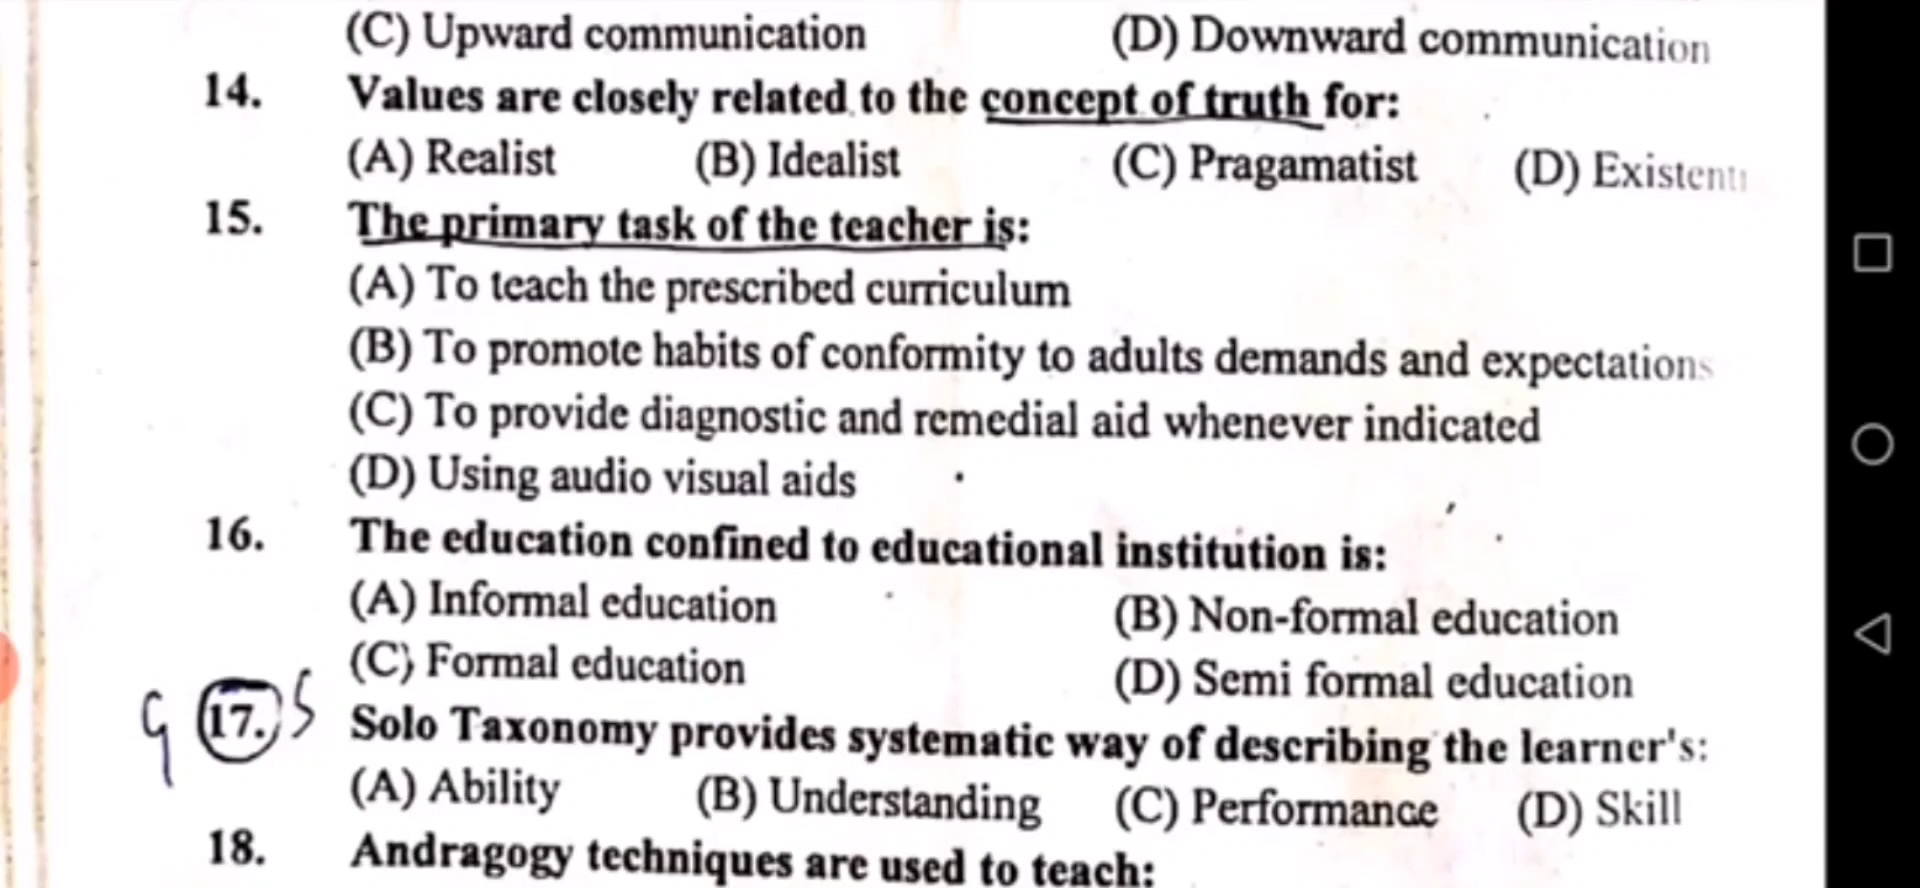 (C) Upward communication (D) Downward communication
14. Values are closely related to the concept of truth for:
(A) Realist (B) Idealist (C) Pragamatist (D) Existenti
15. The primary task of the teacher is:
(A) To teach the prescribed curriculum
(B) To promote habits of conformity to adults demands and expectations
(C) To provide diagnostic and remedial aid whenever indicated
(D) Using audio visual aids
16. The education confined to educational institution is:
(A) Informal education (B) Non-formal education
(C) Formal education (D) Semi formal education
17. Solo Taxonomy provides systematic way of describing the learner's:
(A) Ability (B) Understanding (C) Performance (D) Skill
18. Andragogy techniques are used to teach: